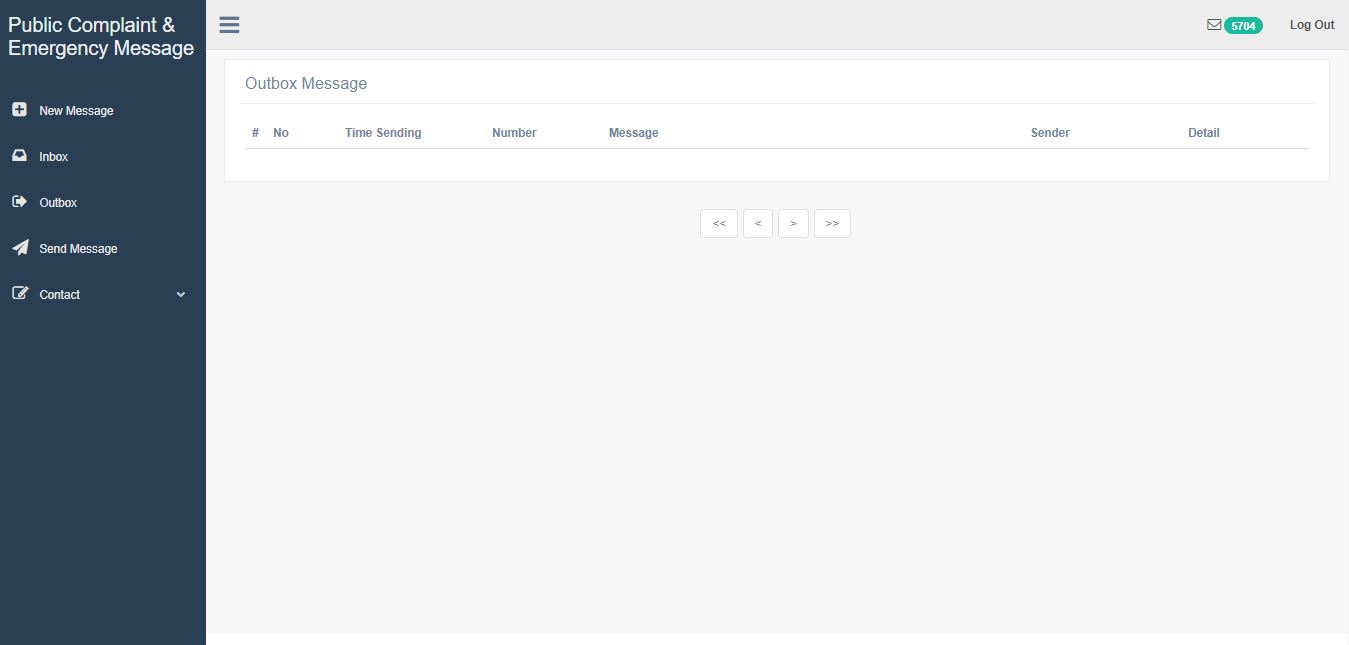 Public Complaint &
Emergency Message
5704
Log Out
New Message
Inbox
Outbox
Send Message
Contact
Outbox Message
# No Time Sending Number Message Sender Detail
<< < > >>